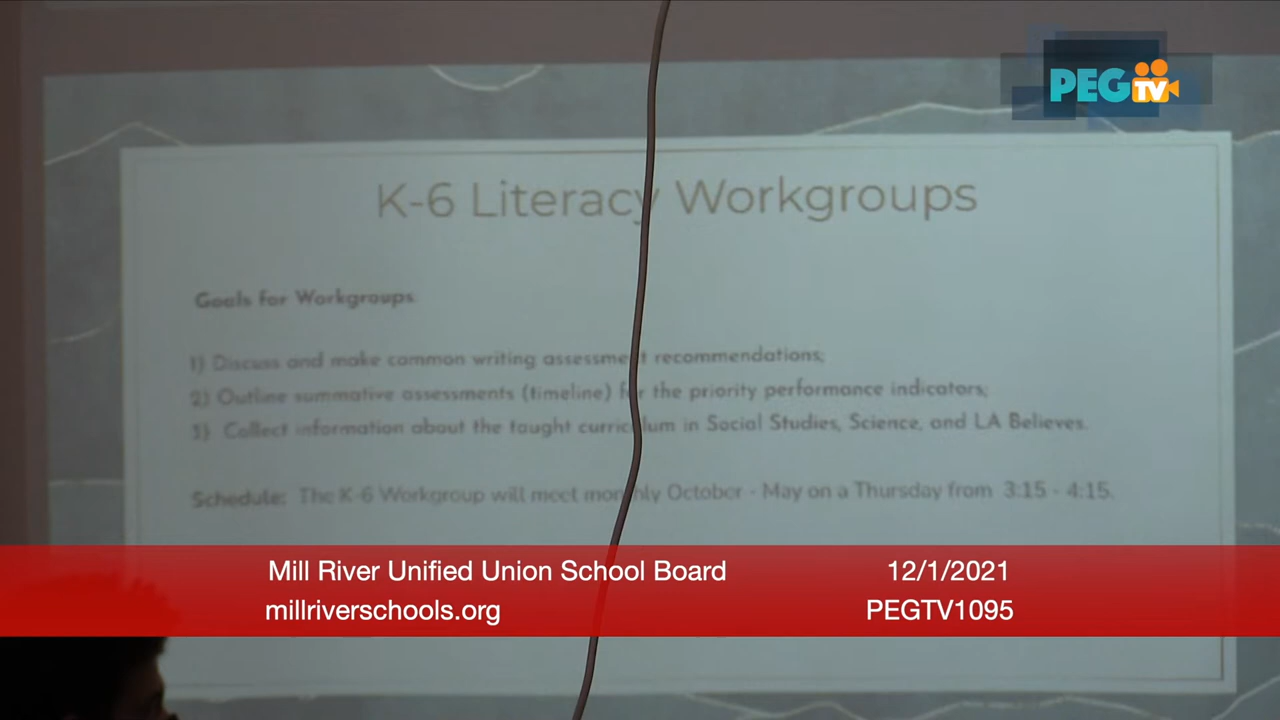 PEGTV
K-6 Literacy Workgroups
Goals for Workgroups
1) Discuss and make common writing assessment recommendations;
2) Outline summative assessments (timeline) for the priority performance indicators;
3) Collect information about the taught curriculum in Social Studies, Science, and LA Believes.
Schedule: The K-6 Workgroup will meet monthly October - May on a Thursday from 3:15 - 4:15.
Mill River Unified Union School Board 12/1/2021
millriverschools.org PEGTV1095